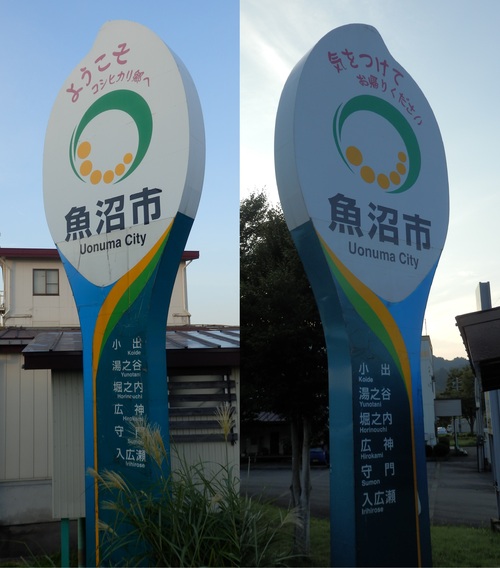 ようこそ
コシヒカリ郷へ
魚沼市
Uonuma City
小出
Koide
湯之谷
Yunotani
堀之内
Horinouchi
広神
Hirokami
守門
Sumon
入広瀬
Irihirose
気をつけて
お帰りください
魚沼市
Uonuma City
小出
Koide
湯之谷
Yunotani
堀之内
Horinouchi
広神
Hirokami
守門
Sumon
入広瀬
Irihirose